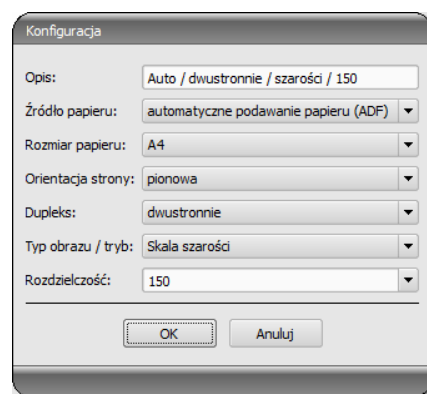 Konfiguracja
Opis: Auto / dwustronnie / szarości / 150
Źródło papieru: automatyczne podawanie papieru (ADF)
Rozmiar papieru: A4
Orientacja strony: pionowa
Dupleks: dwustronnie
Typ obrazu / tryb: Skala szarości
Rozdzielczość: 150
OK Anuluj